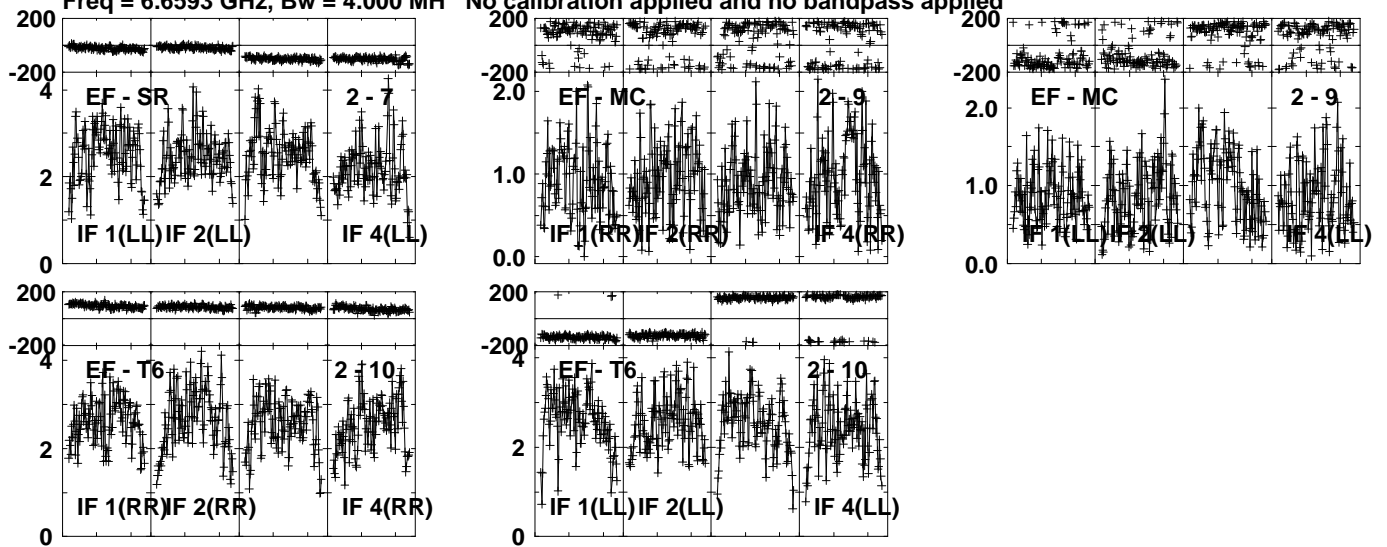 Freq = 6.6593 GHz, Bw = 4.000 MH No calibration applied and no bandpass applied
200
-200
4
2
0
EF - SR 2 - 7
IF 1(LL) IF 2(LL) IF 4(LL)
200
-200
2.0
1.0
0.0
EF - MC 2 - 9
IF 1(RR) IF 2(RR) IF 4(RR)
200
-200
2.0
1.0
0.0
EF - MC 2 - 9
IF 1(LL) IF 2(LL) IF 4(LL)
200
-200
4
2
0
EF - T6 2 - 10
IF 1(RR) IF 2(RR) IF 4(RR)
200
-200
4
2
0
EF - T6 2 - 10
IF 1(LL) IF 2(LL) IF 4(LL)